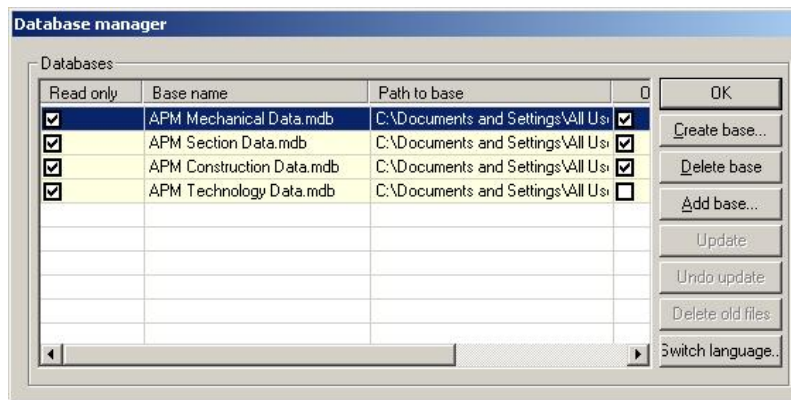 Database manager
Databases
Read only Base name Path to base O
APM Mechanical Data.mdb C:\Documents and Settings\All Us
APM Section Data.mdb C:\Documents and Settings\All Us
APM Construction Data.mdb C:\Documents and Settings\All Us
APM Technology Data.mdb C:\Documents and Settings\All Us
OK
Create base...
Delete base
Add base...
Update
Undo update
Delete old files
Switch language..